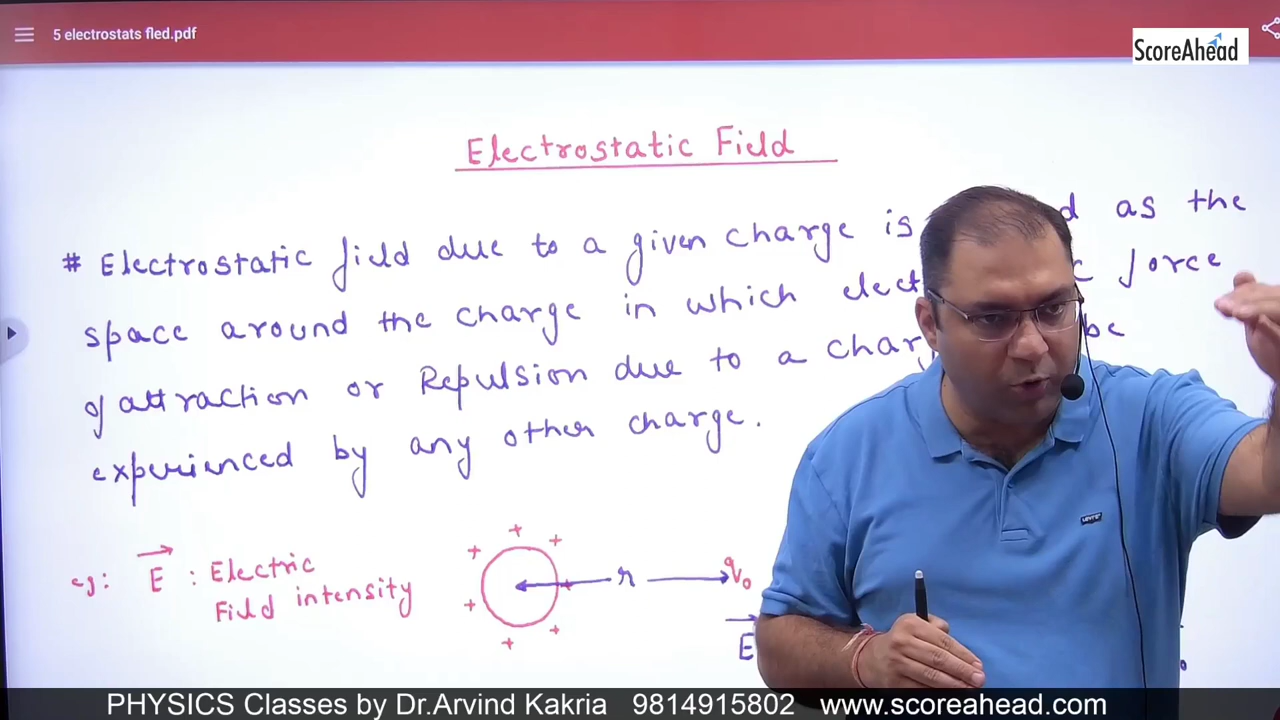 5 electrostats fled.pdf
ScoreAhead
Electrostatic Field
# Electrostatic field due to a given charge is as the
space around the charge in which force
of attraction or Repulsion due to a be
experienced by any other charge.
eg: E : Electric
Field intensity
+ + + + + + + +
r
q₀
E
LEVI'S
PHYSICS Classes by Dr.Arvind Kakria 9814915802 www.scoreahead.com